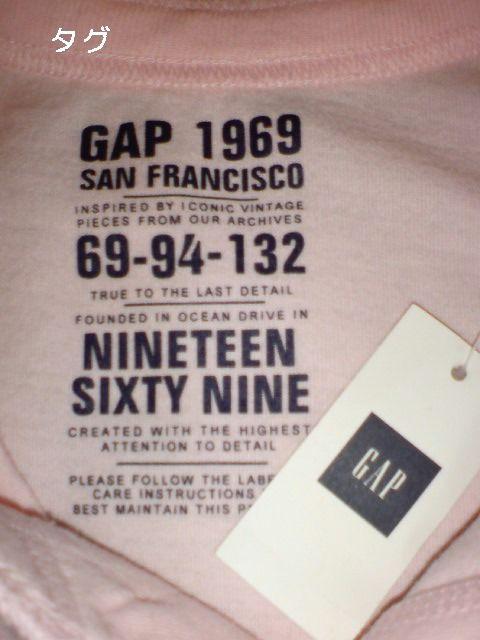 タグ
GAP 1969
SAN FRANCISCO
INSPIRED BY ICONIC VINTAGE
PIECES FROM OUR ARCHIVES
69-94-132
TRUE TO THE LAST DETAIL
FOUNDED IN OCEAN DRIVE IN
NINETEEN
SIXTY NINE
CREATED WITH THE HIGHEST
ATTENTION TO DETAIL
PLEASE FOLLOW THE
CARE INSTRUCTIONS
BEST MAINTAIN THIS
GAP